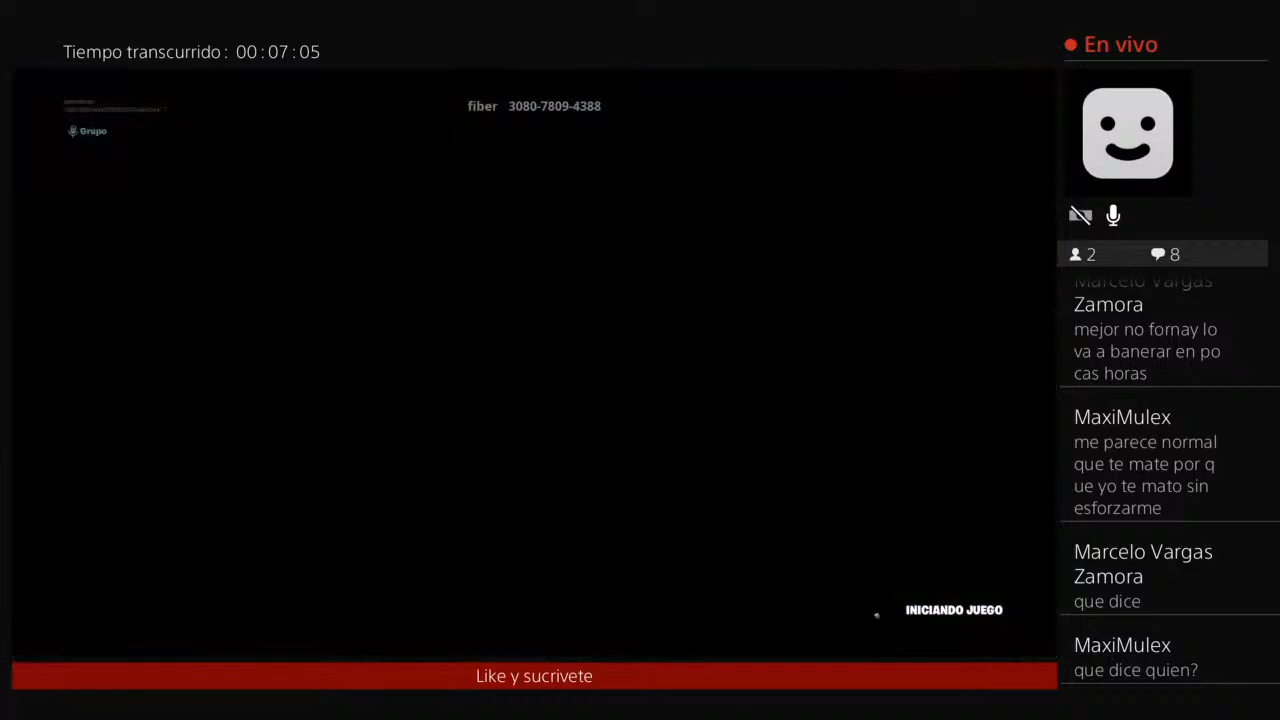 Tiempo transcurrido: 00:07:05
En vivo
fiber 3080-7809-4388
Grupo
2 8
Marcelo Vargas
Zamora
mejor no fornay lo
va a banerar en po
cas horas
MaxiMulex
me parece normal
que te mate por q
ue yo te mato sin
esforzarme
Marcelo Vargas
Zamora
que dice
MaxiMulex
que dice quien?
INICIANDO JUEGO
Like y sucrivete